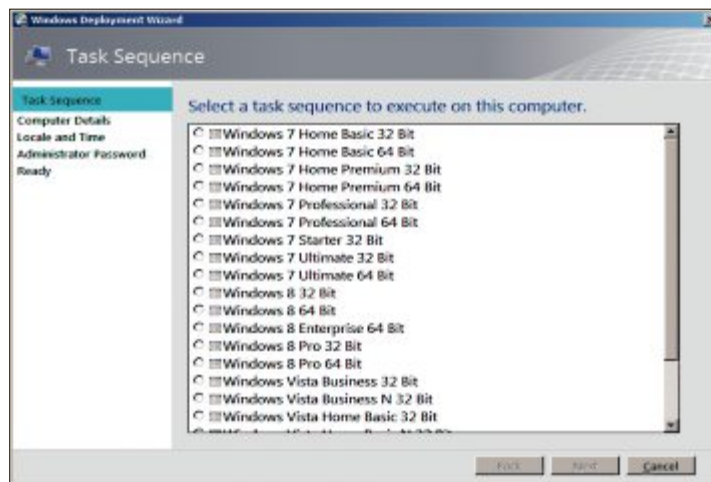 Windows Deployment Wizard
Task Sequence
Task Sequence
Computer Details
Locale and Time
Administrator Password
Ready
Select a task sequence to execute on this computer.
Windows 7 Home Basic 32 Bit
Windows 7 Home Basic 64 Bit
Windows 7 Home Premium 32 Bit
Windows 7 Home Premium 64 Bit
Windows 7 Professional 32 Bit
Windows 7 Professional 64 Bit
Windows 7 Starter 32 Bit
Windows 7 Ultimate 32 Bit
Windows 7 Ultimate 64 Bit
Windows 8 32 Bit
Windows 8 64 Bit
Windows 8 Enterprise 64 Bit
Windows 8 Pro 32 Bit
Windows 8 Pro 64 Bit
Windows Vista Business 32 Bit
Windows Vista Business N 32 Bit
Windows Vista Home Basic 32 Bit
Back Next Cancel